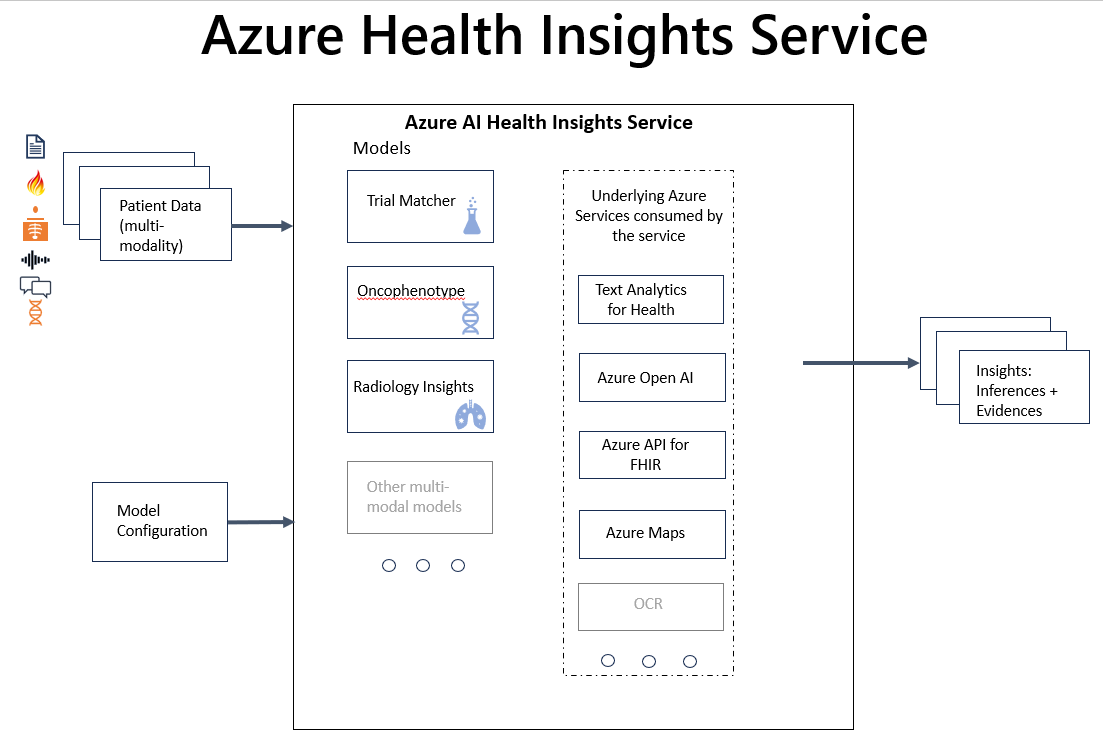 Azure Health Insights Service
Azure AI Health Insights Service
Models
Patient Data
(multi-
modality)
Model
Configuration
Trial Matcher
Oncophenotype
Radiology Insights
Other multi-
modal models
Underlying Azure
Services consumed by
the service
Text Analytics
for Health
Azure Open AI
Azure API for
FHIR
Azure Maps
OCR
Insights:
Inferences +
Evidences